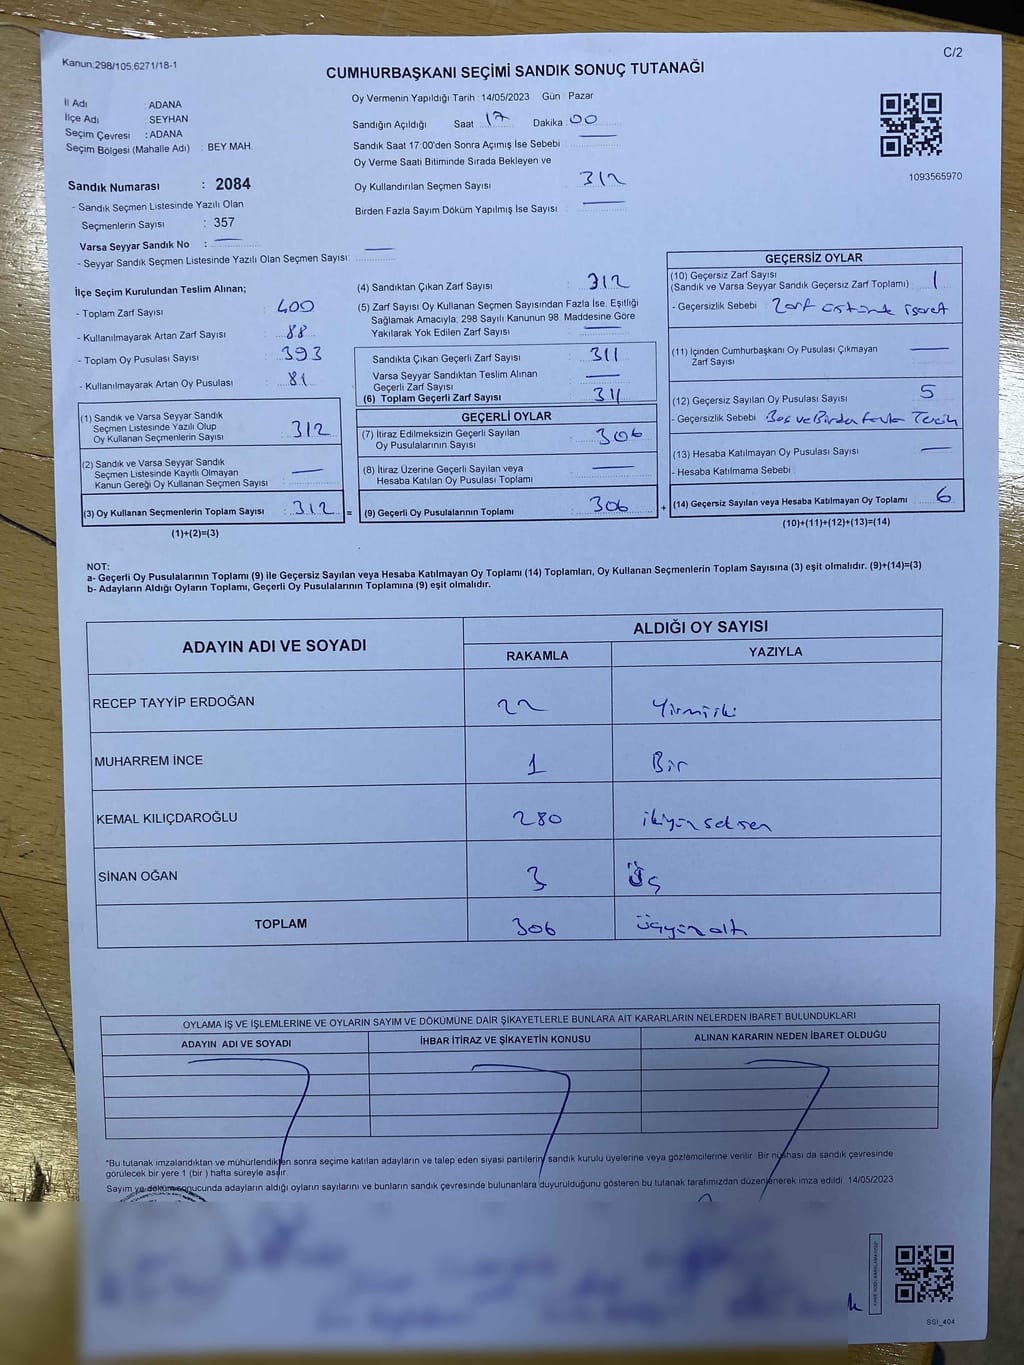 Kanun:298/105,6271/18-1
C/2
CUMHURBAŞKANI SEÇİMİ SANDIK SONUÇ TUTANAĞI
İl Adı : ADANA
İlçe Adı : SEYHAN
Seçim Çevresi : ADANA
Seçim Bölgesi (Mahalle Adı) : BEY MAH.
Sandık Numarası : 2084
- Sandık Seçmen Listesinde Yazılı Olan
Seçmenlerin Sayısı : 357
Varsa Seyyar Sandık No :
- Seyyar Sandık Seçmen Listesinde Yazılı Olan Seçmen Sayısı:
Oy Vermenin Yapıldığı Tarih : 14/05/2023 Gün : Pazar
Sandığın Açıldığı Saat : 17 Dakika : 00
Sandık Saat 17:00'den Sonra Açımış İse Sebebi :
Oy Verme Saati Bitiminde Sırada Bekleyen ve
Oy Kullandırılan Seçmen Sayısı : 312
Birden Fazla Sayım Döküm Yapılmış İse Sayısı :
1093565970
İlçe Seçim Kurulundan Teslim Alınan;
- Toplam Zarf Sayısı : 400
- Kullanılmayarak Artan Zarf Sayısı : 88
- Toplam Oy Pusulası Sayısı : 393
- Kullanılmayarak Artan Oy Pusulası : 81
(1) Sandık ve Varsa Seyyar Sandık
Seçmen Listesinde Yazılı Olup
Oy Kullanan Seçmenlerin Sayısı : 312
(2) Sandık ve Varsa Seyyar Sandık
Seçmen Listesinde Kayıtlı Olmayan
Kanun Gereği Oy Kullanan Seçmen Sayısı :
(3) Oy Kullanan Seçmenlerin Toplam Sayısı : 312 =
(1)+(2)=(3)
(4) Sandıktan Çıkan Zarf Sayısı : 312
(5) Zarf Sayısı Oy Kullanan Seçmen Sayısından Fazla İse, Eşitliği
Sağlamak Amacıyla, 298 Sayılı Kanunun 98. Maddesine Göre
Yakılarak Yok Edilen Zarf Sayısı :
Sandıkta Çıkan Geçerli Zarf Sayısı : 311
Varsa Seyyar Sandıktan Teslim Alınan
Geçerli Zarf Sayısı :
(6) Toplam Geçerli Zarf Sayısı : 311
GEÇERLİ OYLAR
(7) İtiraz Edilmeksizin Geçerli Sayılan
Oy Pusulalarının Sayısı : 306
(8) İtiraz Üzerine Geçerli Sayılan veya
Hesaba Katılan Oy Pusulası Toplamı :
(9) Geçerli Oy Pusulalarının Toplamı : 306 +
GEÇERSİZ OYLAR
(10) Geçersiz Zarf Sayısı
(Sandık ve Varsa Seyyar Sandık Geçersiz Zarf Toplamı) : 1
- Geçersizlik Sebebi : Zarf üstünde işaret
(11) İçinden Cumhurbaşkanı Oy Pusulası Çıkmayan
Zarf Sayısı :
(12) Geçersiz Sayılan Oy Pusulası Sayısı : 5
- Geçersizlik Sebebi : Boş ve Birden fazla Tercih
(13) Hesaba Katılmayan Oy Pusulası Sayısı :
- Hesaba Katılmama Sebebi :
(14) Geçersiz Sayılan veya Hesaba Katılmayan Oy Toplamı : 6
(10)+(11)+(12)+(13)=(14)
NOT:
a- Geçerli Oy Pusulalarının Toplamı (9) ile Geçersiz Sayılan veya Hesaba Katılmayan Oy Toplamı (14) Toplamları, Oy Kullanan Seçmenlerin Toplam Sayısına (3) eşit olmalıdır. (9)+(14)=(3)
b- Adayların Aldığı Oyların Toplamı, Geçerli Oy Pusulalarının Toplamına (9) eşit olmalıdır.
ADAYIN ADI VE SOYADI
ALDIĞI OY SAYISI
RAKAMLA YAZIYLA
RECEP TAYYİP ERDOĞAN 22 Yirmiiki
MUHARREM İNCE 1 Bir
KEMAL KILIÇDAROĞLU 280 ikiyüzseksen
SİNAN OĞAN 3 Üç
TOPLAM 306 üçyüzaltı
OYLAMA İŞ VE İŞLEMLERİNE VE OYLARIN SAYIM VE DÖKÜMÜNE DAİR ŞİKAYETLERLE BUNLARA AİT KARARLARIN NELERDEN İBARET BULUNDUKLARI
ADAYIN ADI VE SOYADI İHBAR İTİRAZ VE ŞİKAYETİN KONUSU ALINAN KARARIN NEDEN İBARET OLDUĞU
*Bu tutanak imzalandıktan ve mühürlendikten sonra seçime katılan adayların ve talep eden siyasi partilerin sandık kurulu üyelerine veya gözlemcilerine verilir. Bir nüshası da sandık çevresinde
görülecek bir yere 1 (bir ) hafta süreyle asılır.
Sayım ve döküm sonucunda adayların aldığı oyların sayılarını ve bunların sandık çevresinde bulunanlara duyurulduğunu gösteren bu tutanak tarafımızdan düzenlenerek imza edildi. 14/05/2023
SSI_404